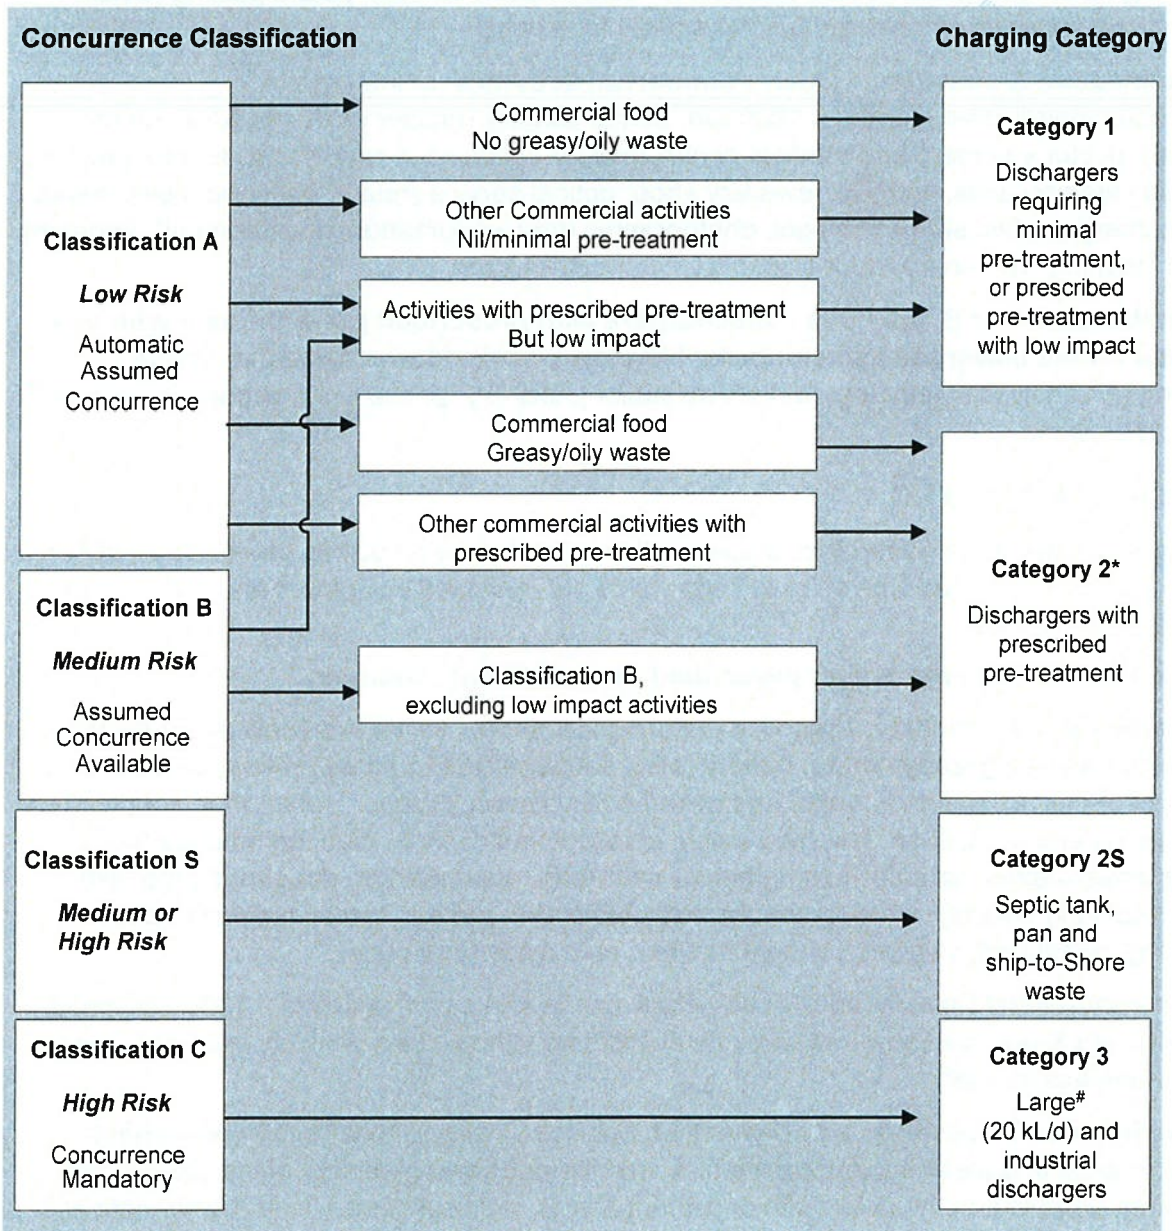 Concurrence Classification
Charging Category
Classification A
Low Risk
Automatic
Assumed
Concurrence
Commercial food
No greasy/oily waste
Other Commercial activities
Nil/minimal pre-treatment
Activities with prescribed pre-treatment
But low impact
Commercial food
Greasy/oily waste
Other commercial activities with
prescribed pre-treatment
Category 1
Dischargers
requiring
minimal
pre-treatment,
or prescribed
pre-treatment
with low impact
Classification B
Medium Risk
Assumed
Concurrence
Available
Classification B,
excluding low impact activities
Category 2*
Dischargers with
prescribed
pre-treatment
Classification S
Medium or
High Risk
Category 2S
Septic tank,
pan and
ship-to-Shore
waste
Classification C
High Risk
Concurrence
Mandatory
Category 3
Large#
(20 kL/d) and
industrial
dischargers